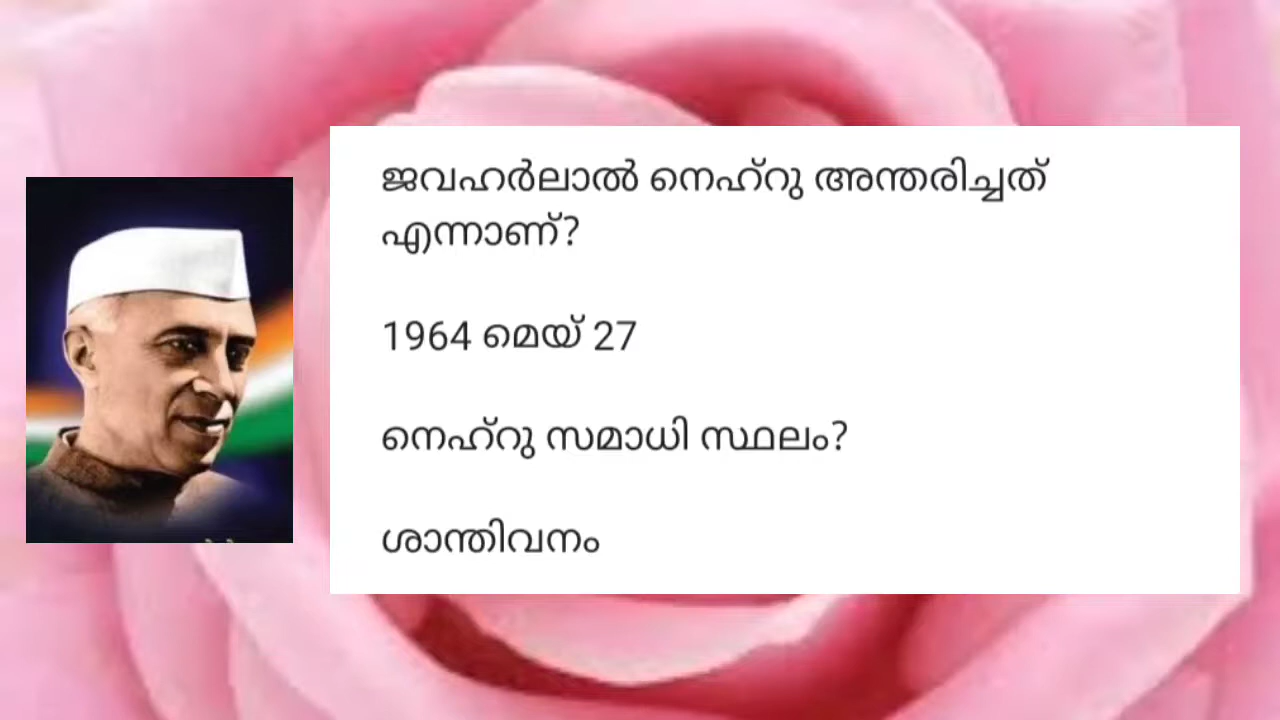 ജവഹർലാൽ നെഹ്റു അന്തരിച്ചത്
എന്നാണ്?
1964 മെയ് 27
നെഹ്റു സമാധി സ്ഥലം?
ശാന്തിവനം